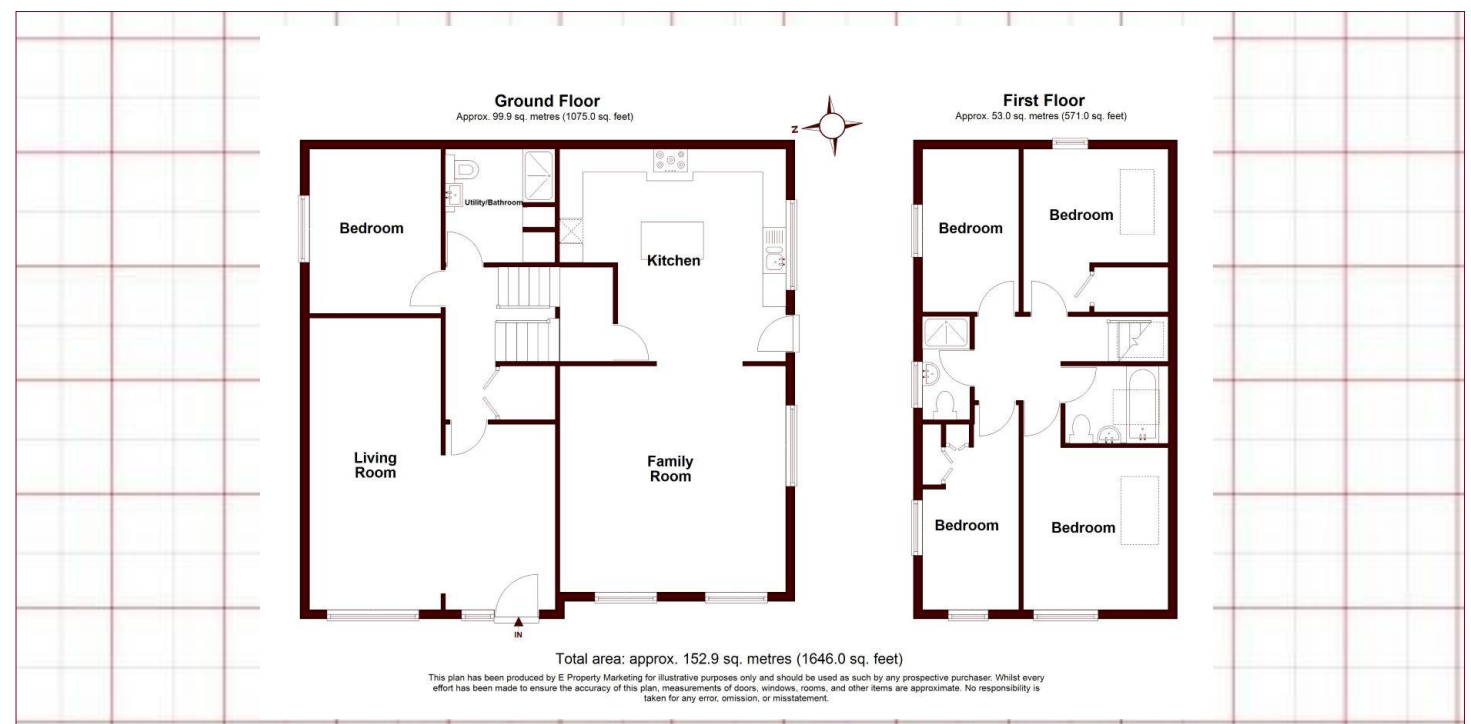 Ground Floor
Approx. 99.9 sq. metres (1075.0 sq. feet)
First Floor
Approx. 53.0 sq. metres (571.0 sq. feet)
N
Bedroom
Utility/Bathroom
Kitchen
Living
Room
Family
Room
IN
Bedroom
Bedroom
Bedroom
Bedroom
Total area: approx. 152.9 sq. metres (1646.0 sq. feet)
This plan has been produced by E Property Marketing for illustrative purposes only and should be used as such by any prospective purchaser. Whilst every
effort has been made to ensure the accuracy of this plan, measurements of doors, windows, rooms, and other items are approximate. No responsibility is
taken for any error, omission, or misstatement.